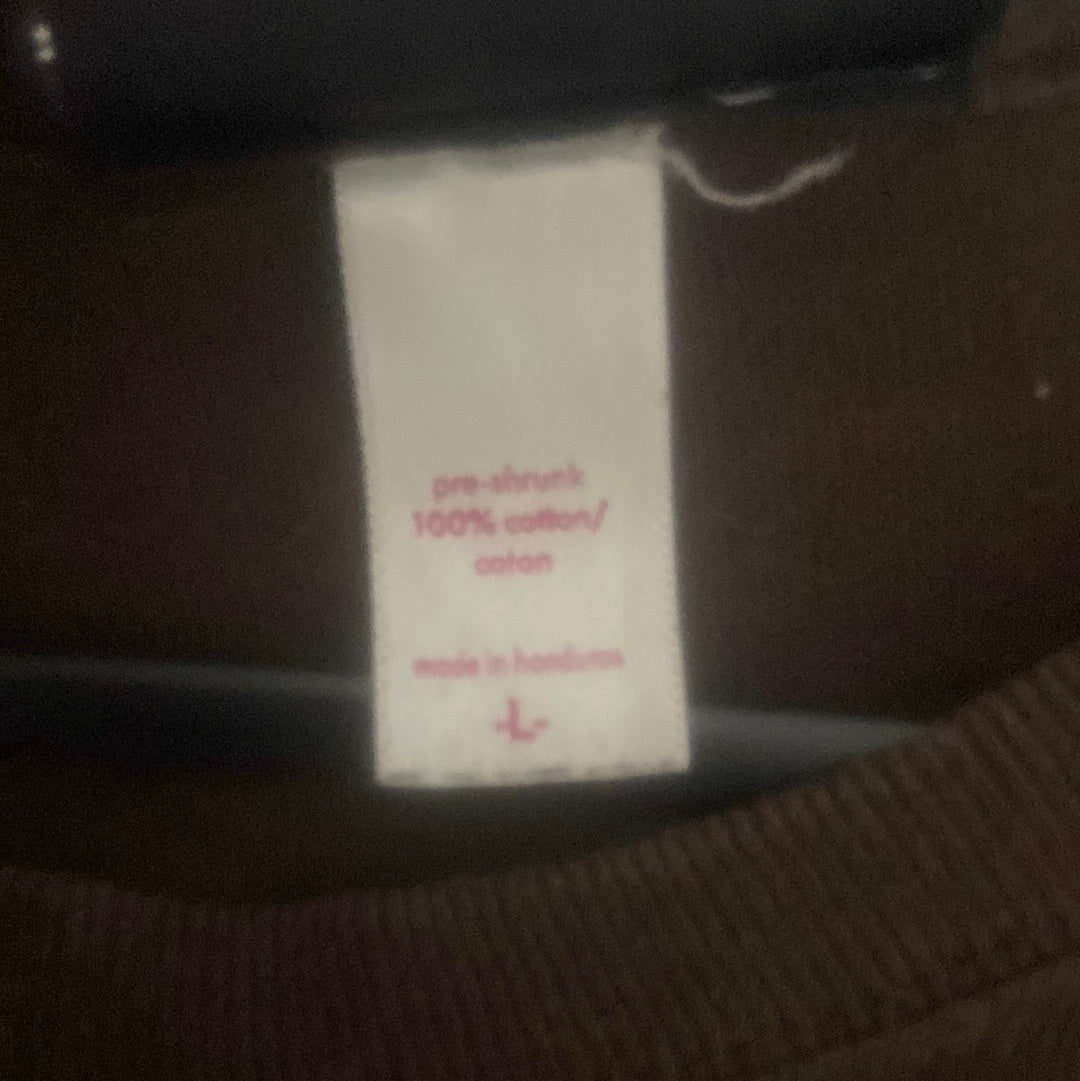 pre-shrunk
100% cotton/
coton
made in honduras
-L-